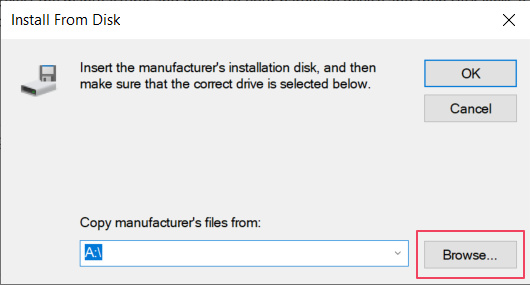 Install From Disk
Insert the manufacturer's installation disk, and then
make sure that the correct drive is selected below.
OK
Cancel
Copy manufacturer's files from:
A:\
Browse...